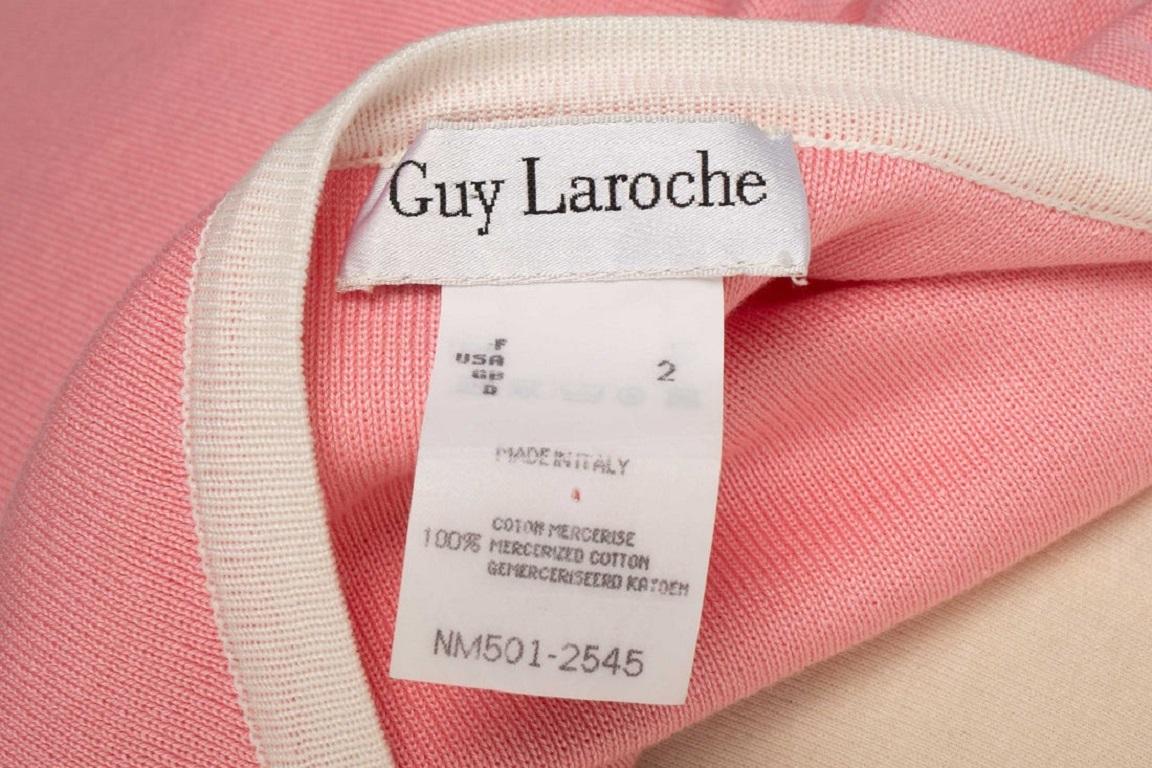 Guy Laroche
F
USA 2
GB
D
MADE IN ITALY
COTON MERCERISE
100% MERCERIZED COTTON
GEMERCERISEERD KATOEN
NM501-2545